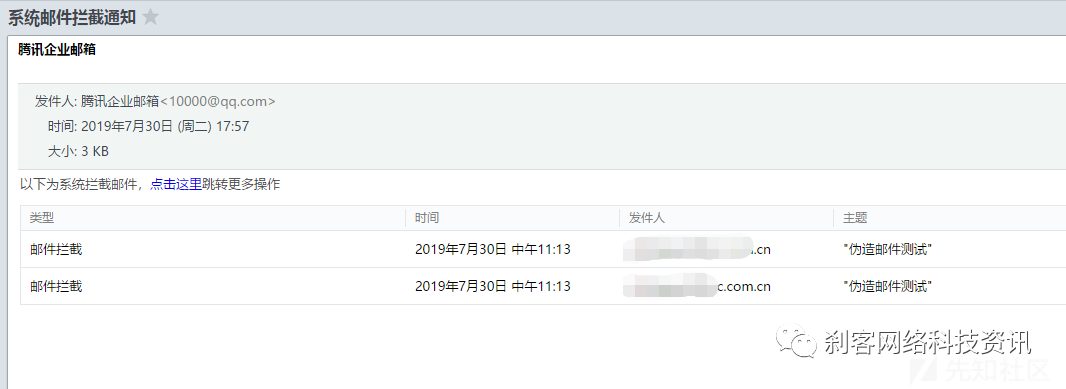 系统邮件拦截通知
腾讯企业邮箱
发件人: 腾讯企业邮箱<10000@qq.com>
时间: 2019年7月30日 (周二) 17:57
大小: 3 KB
以下为系统拦截邮件，点击这里跳转更多操作
类型 时间 发件人 主题
邮件拦截 2019年7月30日 中午11:13 .cn "伪造邮件测试"
邮件拦截 2019年7月30日 中午11:13 c.com.cn "伪造邮件测试"
刹客网络科技资讯
先知社区